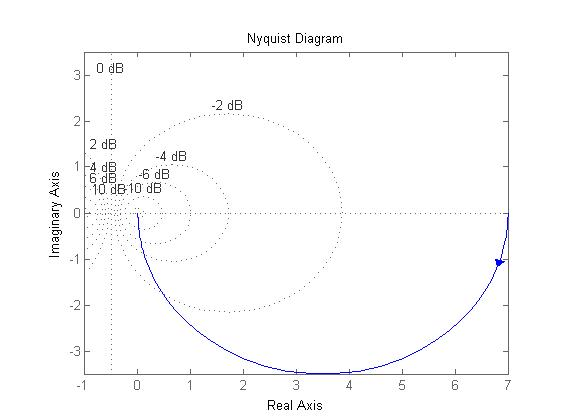 Nyquist Diagram
0 dB
-2 dB
2 dB
-4 dB
4 dB
-6 dB
6 dB
10 dB
-10 dB
3
2
1
0
-1
-2
-3
Imaginary Axis
-1
0
1
2
3
4
5
6
7
Real Axis